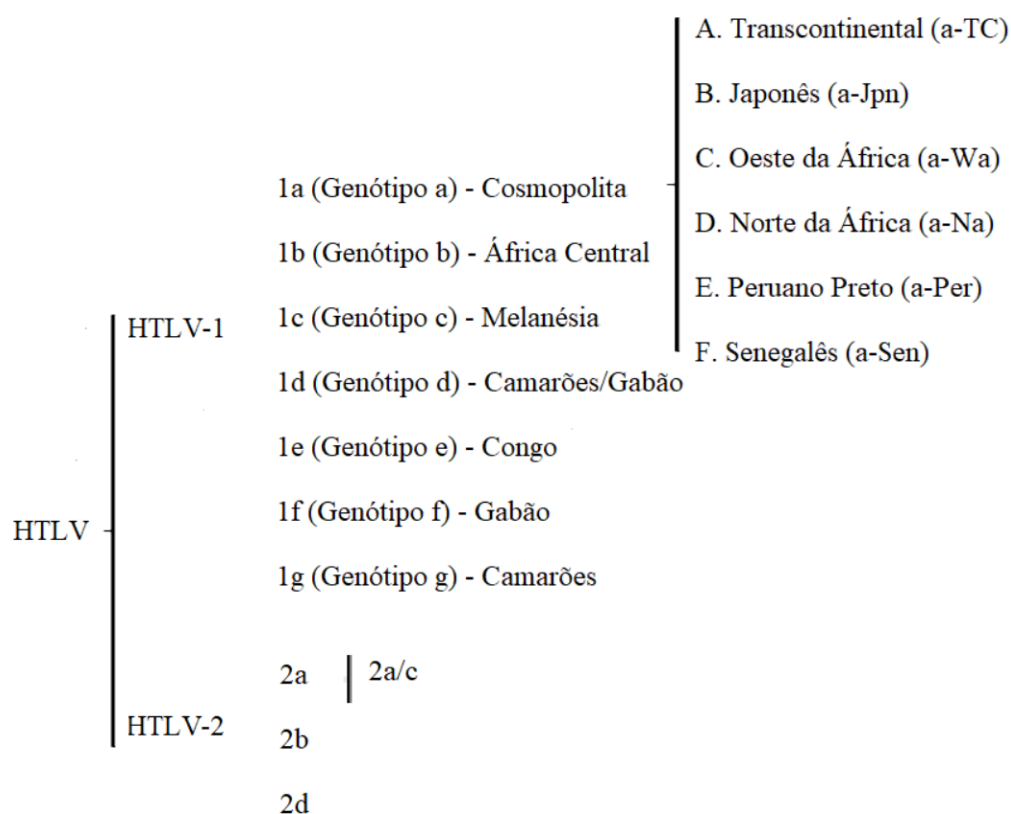 A. Transcontinental (a-TC)
B. Japonês (a-Jpn)
C. Oeste da África (a-Wa)
1a (Genótipo a) - Cosmopolita
D. Norte da África (a-Na)
1b (Genótipo b) - África Central
E. Peruano Preto (a-Per)
HTLV-1
1c (Genótipo c) - Melanésia
F. Senegalês (a-Sen)
1d (Genótipo d) - Camarões/Gabão
1e (Genótipo e) - Congo
1f (Genótipo f) - Gabão
HTLV
1g (Genótipo g) - Camarões
2a
2a/c
HTLV-2
2b
2d